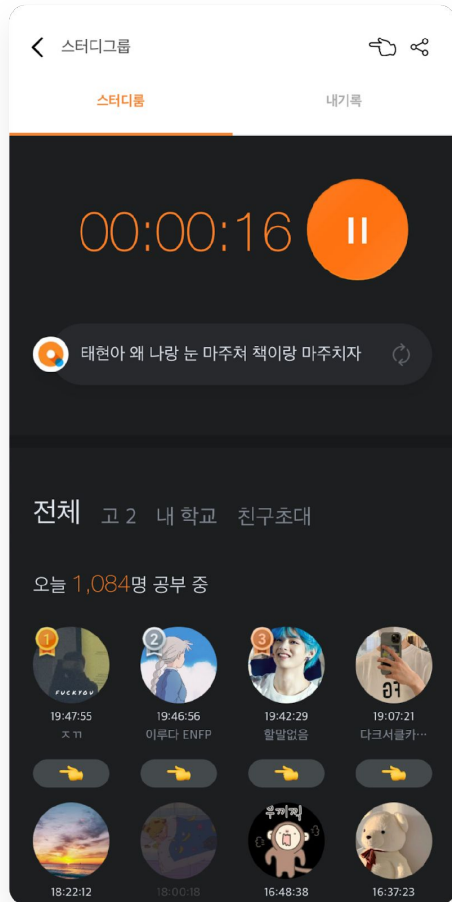 스터디그룹
스터디룸 내기록
00:00:16
태현아 왜 나랑 눈 마주쳐 책이랑 마주치자
전체 고 2 내 학교 친구초대
오늘 1,084명 공부 중
1 2 3
FUCKYOU
19:47:55 19:46:56 19:42:29 19:07:21
ㅈㄲ 이루다 ENFP 할말없음 다크서클카…
우끼끽
18:22:12 18:00:18 16:48:38 16:37:23